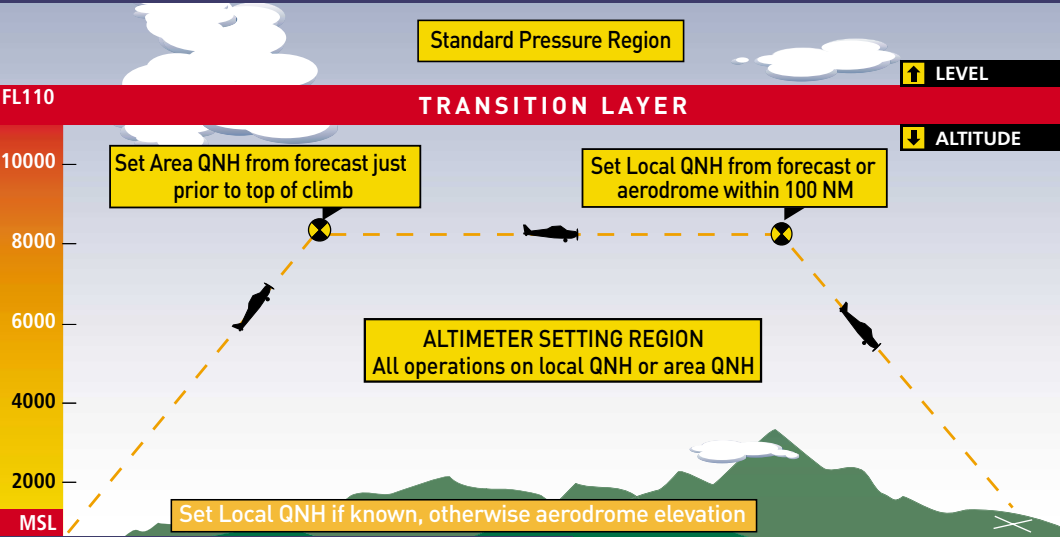 Standard Pressure Region
LEVEL
FL110
TRANSITION LAYER
ALTITUDE
10000
Set Area QNH from forecast just
prior to top of climb
Set Local QNH from forecast or
aerodrome within 100 NM
8000
6000
ALTIMETER SETTING REGION
All operations on local QNH or area QNH
4000
2000
Set Local QNH if known, otherwise aerodrome elevation
MSL